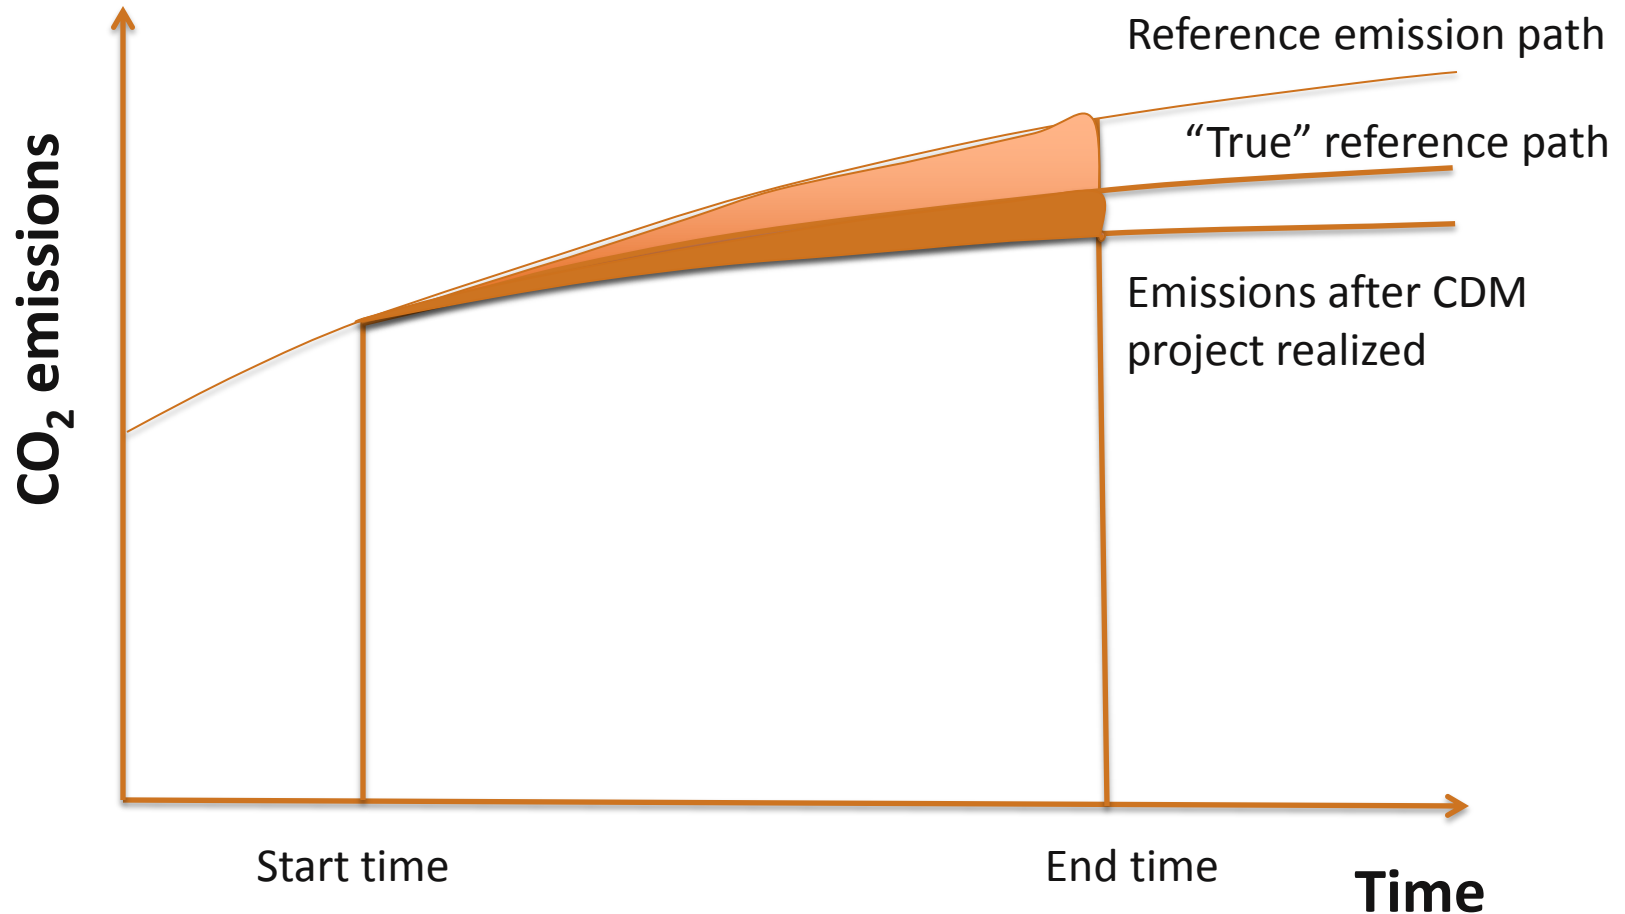 Reference emission path
“True” reference path
Emissions after CDM
project realized
CO₂ emissions
Start time
End time
Time